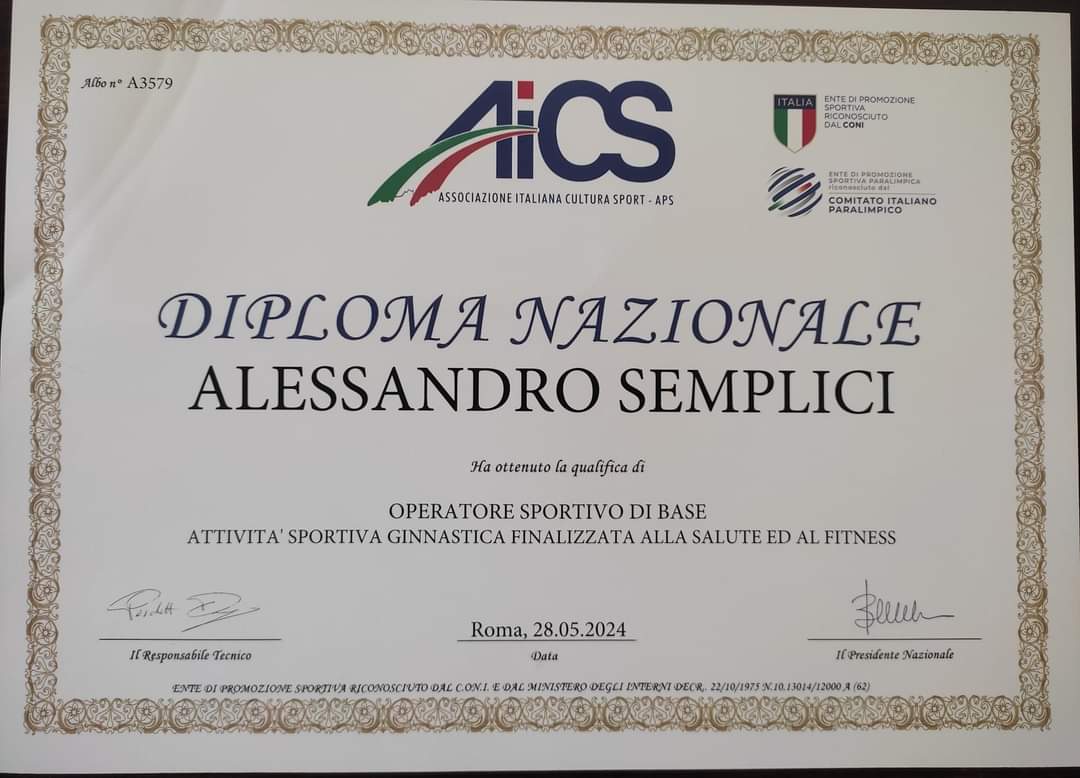 Albo n° A3579
AiCS
ASSOCIAZIONE ITALIANA CULTURA SPORT - APS
ITALIA
ENTE DI PROMOZIONE
SPORTIVA
RICONOSCIUTO
DAL CONI
ENTE DI PROMOZIONE
SPORTIVA PARALIMPICA
riconosciuto dal
COMITATO ITALIANO
PARALIMPICO
DIPLOMA NAZIONALE
ALESSANDRO SEMPLICI
Ha ottenuto la qualifica di
OPERATORE SPORTIVO DI BASE
ATTIVITA' SPORTIVA GINNASTICA FINALIZZATA ALLA SALUTE ED AL FITNESS
Il Responsabile Tecnico
Roma, 28.05.2024
Data
Il Presidente Nazionale
ENTE DI PROMOZIONE SPORTIVA RICONOSCIUTO DAL C.O.N.I. E DAL MINISTERO DEGLI INTERNI DECR. 22/10/1975 N.10.13014/12000 A (62)